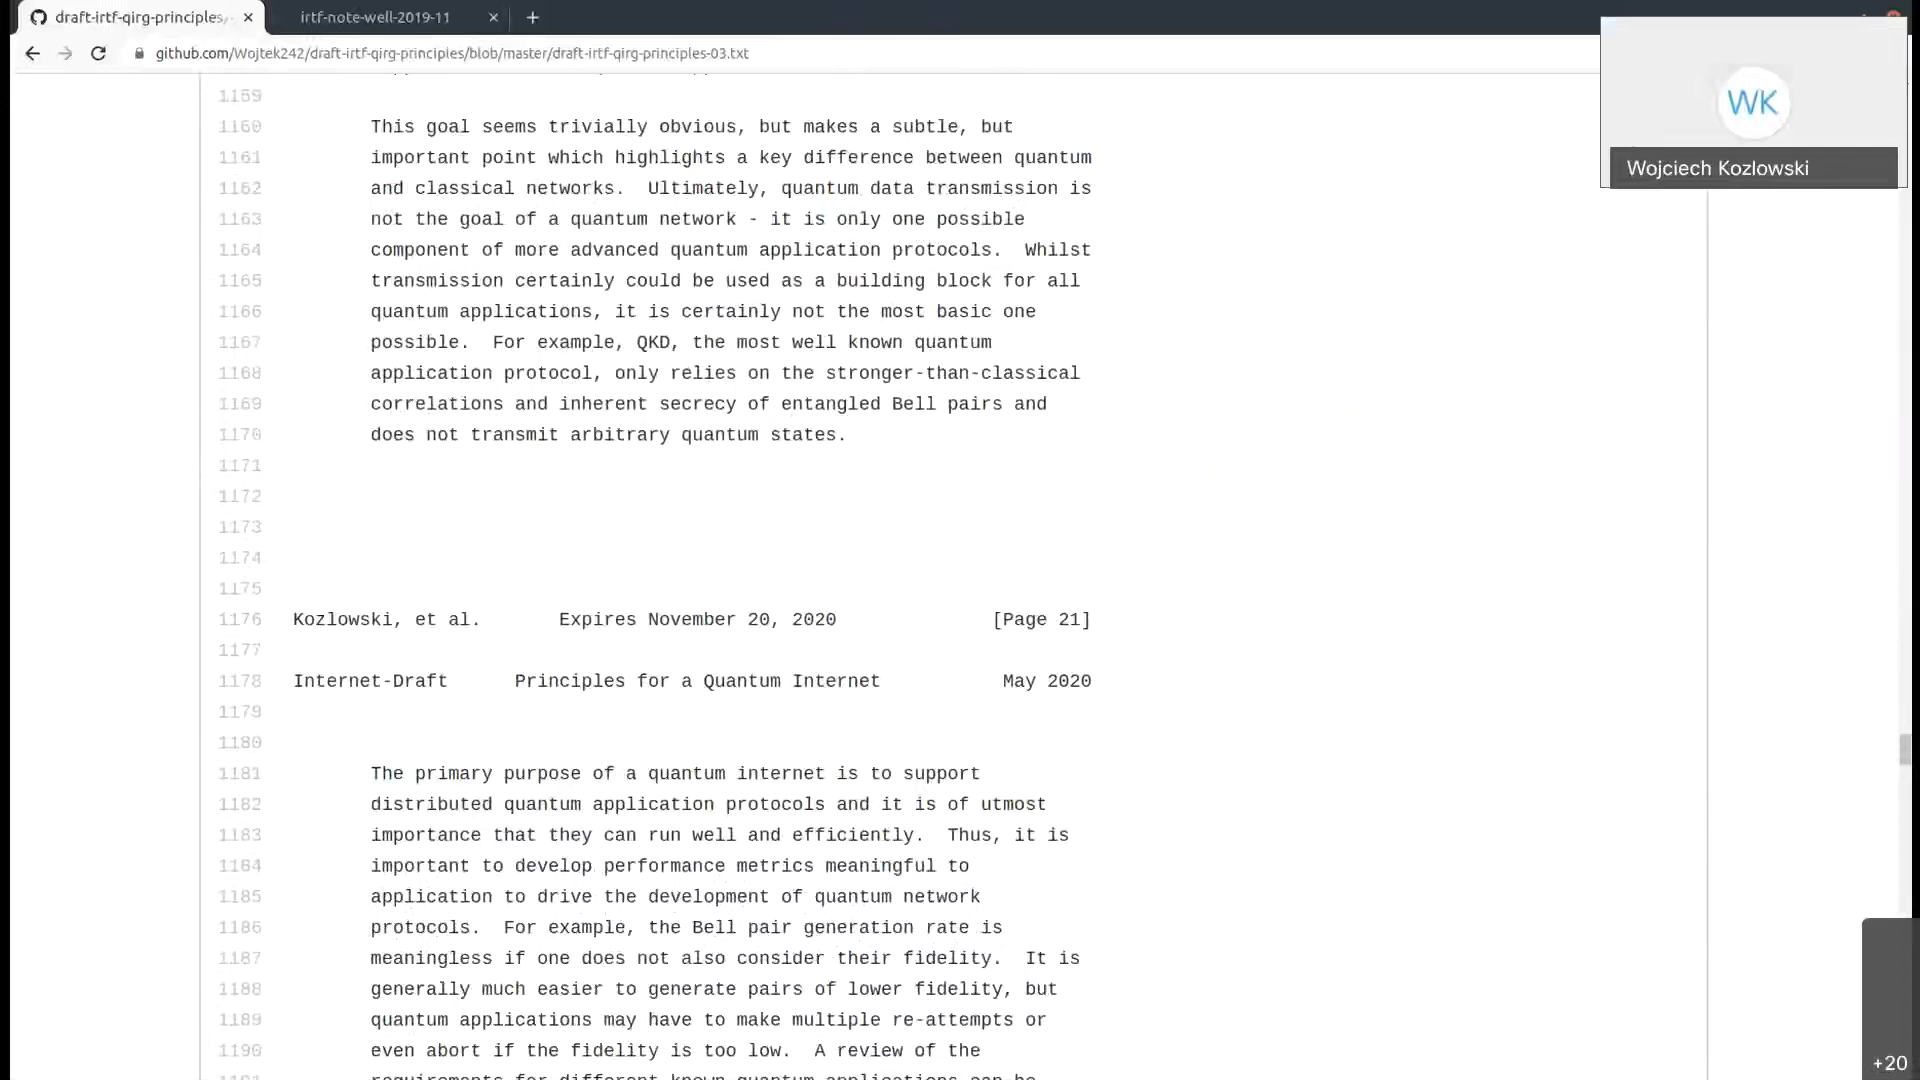 draft-irtf-qirg-principles
irtf-note-well-2019-11
github.com/Wojtek242/draft-irtf-qirg-principles/blob/master/draft-irtf-qirg-principles-03.txt
WK
Wojciech Kozlowski
1159
1160 This goal seems trivially obvious, but makes a subtle, but
1161 important point which highlights a key difference between quantum
1162 and classical networks. Ultimately, quantum data transmission is
1163 not the goal of a quantum network - it is only one possible
1164 component of more advanced quantum application protocols. Whilst
1165 transmission certainly could be used as a building block for all
1166 quantum applications, it is certainly not the most basic one
1167 possible. For example, QKD, the most well known quantum
1168 application protocol, only relies on the stronger-than-classical
1169 correlations and inherent secrecy of entangled Bell pairs and
1170 does not transmit arbitrary quantum states.
1171
1172
1173
1174
1175
1176 Kozlowski, et al. Expires November 20, 2020 [Page 21]
1177
1178 Internet-Draft Principles for a Quantum Internet May 2020
1179
1180
1181 The primary purpose of a quantum internet is to support
1182 distributed quantum application protocols and it is of utmost
1183 importance that they can run well and efficiently. Thus, it is
1184 important to develop performance metrics meaningful to
1185 application to drive the development of quantum network
1186 protocols. For example, the Bell pair generation rate is
1187 meaningless if one does not also consider their fidelity. It is
1188 generally much easier to generate pairs of lower fidelity, but
1189 quantum applications may have to make multiple re-attempts or
1190 even abort if the fidelity is too low. A review of the
requirements for different known quantum applications can be
+20